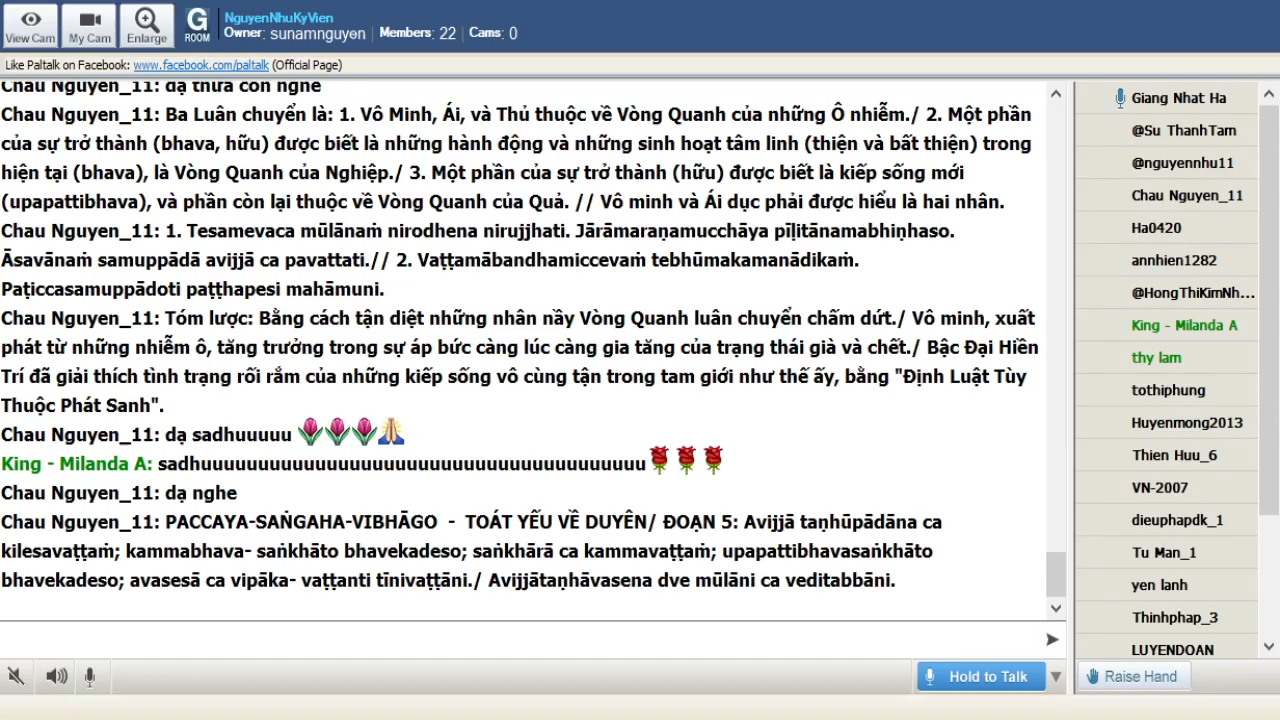 View Cam
My Cam
Enlarge
G
ROOM
NguyenNhuKyVien
Owner: sunamnguyen | Members: 22 | Cams: 0
Like Paltalk on Facebook: www.facebook.com/paltalk (Official Page)
Chau Nguyen_11: dạ thưa con nghe
Chau Nguyen_11: Ba Luân chuyển là: 1. Vô Minh, Ái, và Thủ thuộc về Vòng Quanh của những Ô nhiễm./ 2. Một phần
của sự trở thành (bhava, hữu) được biết là những hành động và những sinh hoạt tâm linh (thiện và bất thiện) trong
hiện tại (bhava), là Vòng Quanh của Nghiệp./ 3. Một phần của sự trở thành (hữu) được biết là kiếp sống mới
(upapattibhava), và phần còn lại thuộc về Vòng Quanh của Quả. // Vô minh và Ái dục phải được hiểu là hai nhân.
Chau Nguyen_11: 1. Tesamevaca mūlānaṁ nirodhena nirujjhati. Jārāmaraṇamucchāya pīḷitānamabhiṇhaso.
Āsavānaṁ samuppādā avijjā ca pavattati.// 2. Vaṭṭamābandhamiccevaṁ tebhūmakamanādikaṁ.
Paṭiccasamuppādoti paṭṭhapesi mahāmuni.
Chau Nguyen_11: Tóm lược: Bằng cách tận diệt những nhân nầy Vòng Quanh luân chuyển chấm dứt./ Vô minh, xuất
phát từ những nhiễm ô, tăng trưởng trong sự áp bức càng lúc càng gia tăng của trạng thái già và chết./ Bậc Đại Hiền
Trí đã giải thích tình trạng rối rắm của những kiếp sống vô cùng tận trong tam giới như thế ấy, bằng "Định Luật Tùy
Thuộc Phát Sanh".
Chau Nguyen_11: dạ sadhuuuuu
King - Milanda A: sadhuuuuuuuuuuuuuuuuuuuuuuuuuuuuuuuuuuuuuuu
Chau Nguyen_11: dạ nghe
Chau Nguyen_11: PACCAYA-SAṄGAHA-VIBHĀGO - TOÁT YẾU VỀ DUYÊN/ ĐOẠN 5: Avijjā taṇhūpādāna ca
kilesavaṭṭaṁ; kammabhava- saṅkhāto bhavekadeso; saṅkhārā ca kammavaṭṭaṁ; upapattibhavasaṅkhāto
bhavekadeso; avasesā ca vipāka- vaṭṭanti tīnivaṭṭāni./ Avijjātaṇhāvasena dve mūlāni ca veditabbāni.
Giang Nhat Ha
@Su ThanhTam
@nguyennhu11
Chau Nguyen_11
Ha0420
annhien1282
@HongThiKimNh...
King - Milanda A
thy lam
tothiphung
Huyenmong2013
Thien Huu_6
VN-2007
dieuphapdk_1
Tu Man_1
yen lanh
Thinhphap_3
LUYENDOAN
Hold to Talk
Raise Hand